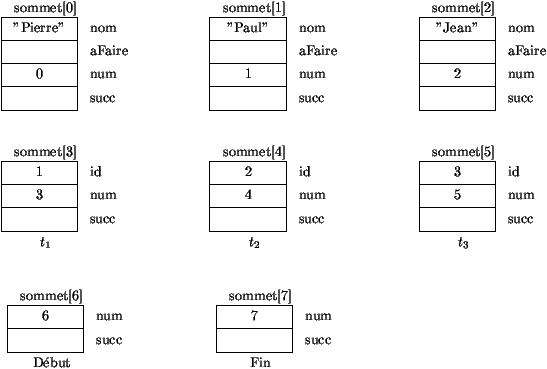 sommet[0] sommet[1] sommet[2]
"Pierre" nom "Paul" nom "Jean" nom
aFaire aFaire aFaire
0 num 1 num 2 num
succ succ succ
sommet[3] sommet[4] sommet[5]
1 id 2 id 3 id
3 num 4 num 5 num
succ succ succ
t₁ t₂ t₃
sommet[6] sommet[7]
6 num 7 num
succ succ
Début Fin